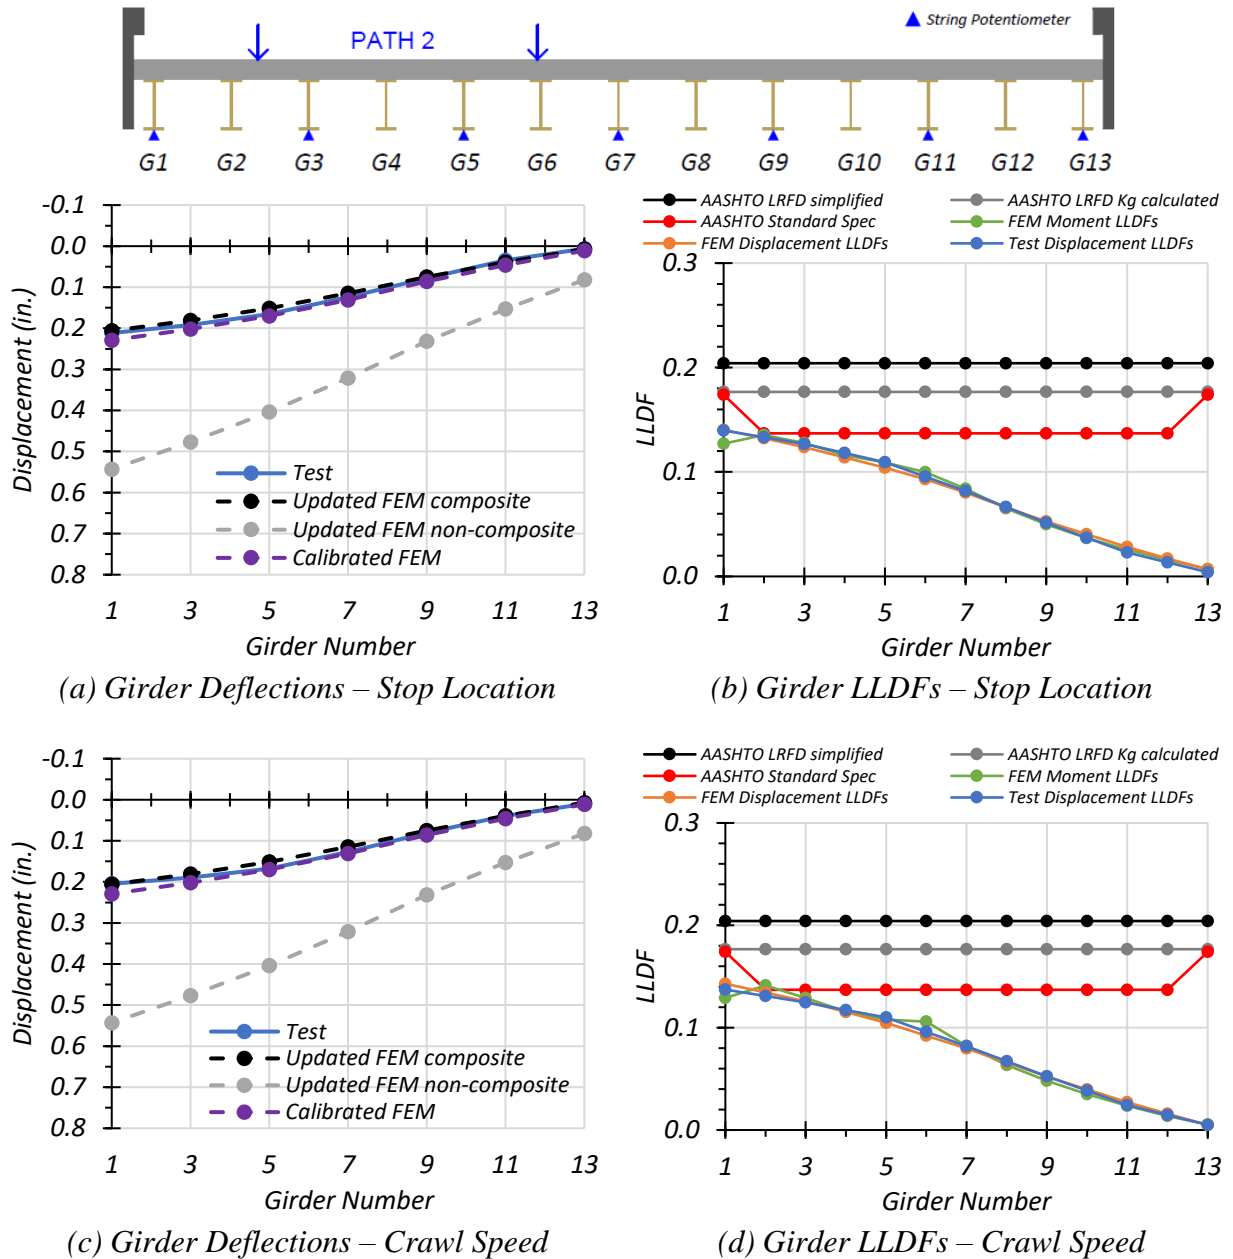 PATH 2
String Potentiometer
G1 G2 G3 G4 G5 G6 G7 G8 G9 G10 G11 G12 G13
-0.1
0.0
0.1
0.2
0.3
0.4
0.5
0.6
0.7
0.8
Displacement (in.)
Test
Updated FEM composite
Updated FEM non-composite
Calibrated FEM
1 3 5 7 9 11 13
Girder Number
(a) Girder Deflections – Stop Location
AASHTO LRFD simplified
AASHTO LRFD Kg calculated
AASHTO Standard Spec
FEM Moment LLDFs
FEM Displacement LLDFs
Test Displacement LLDFs
0.3
0.2
0.1
0.0
LLDF
1 3 5 7 9 11 13
Girder Number
(b) Girder LLDFs – Stop Location
-0.1
0.0
0.1
0.2
0.3
0.4
0.5
0.6
0.7
0.8
Displacement (in.)
Test
Updated FEM composite
Updated FEM non-composite
Calibrated FEM
1 3 5 7 9 11 13
Girder Number
(c) Girder Deflections – Crawl Speed
AASHTO LRFD simplified
AASHTO LRFD Kg calculated
AASHTO Standard Spec
FEM Moment LLDFs
FEM Displacement LLDFs
Test Displacement LLDFs
0.3
0.2
0.1
0.0
LLDF
1 3 5 7 9 11 13
Girder Number
(d) Girder LLDFs – Crawl Speed